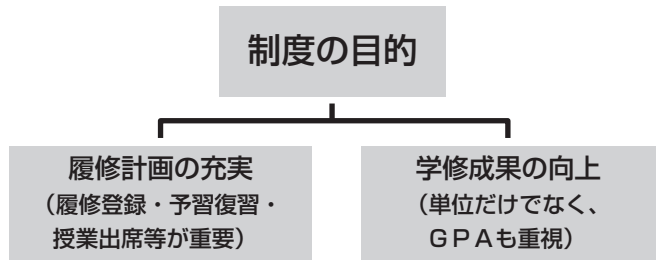 制度の目的
履修計画の充実
（履修登録・予習復習・
授業出席等が重要）
学修成果の向上
（単位だけでなく、
ＧＰＡも重視）